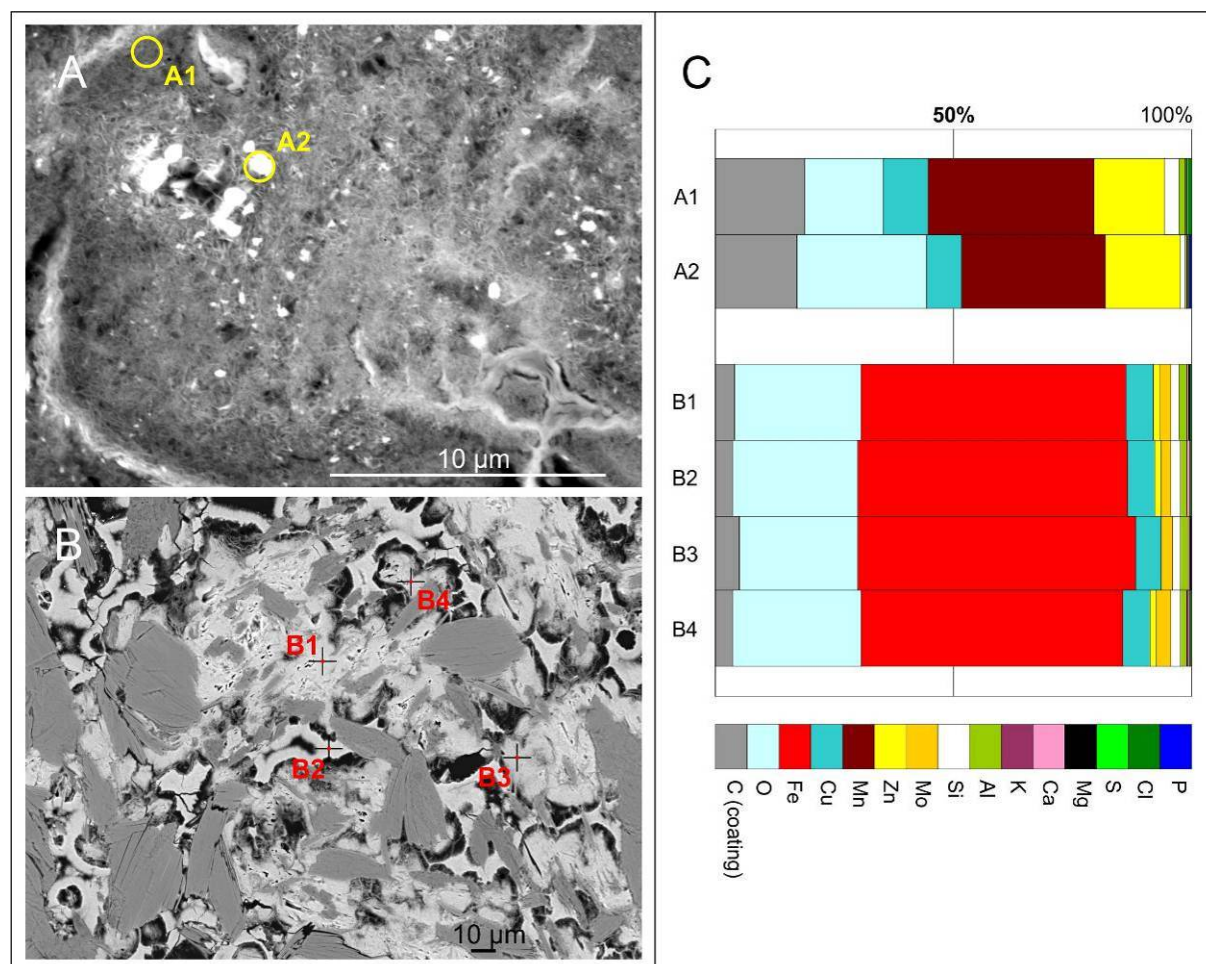 A
A1
A2
10 µm
B
B4
B1
B2
B3
10 µm
C
50% 100%
A1
A2
B1
B2
B3
B4
C (coating)
O
Fe
Cu
Mn
Zn
Mo
Si
Al
K
Ca
Mg
S
Cl
P